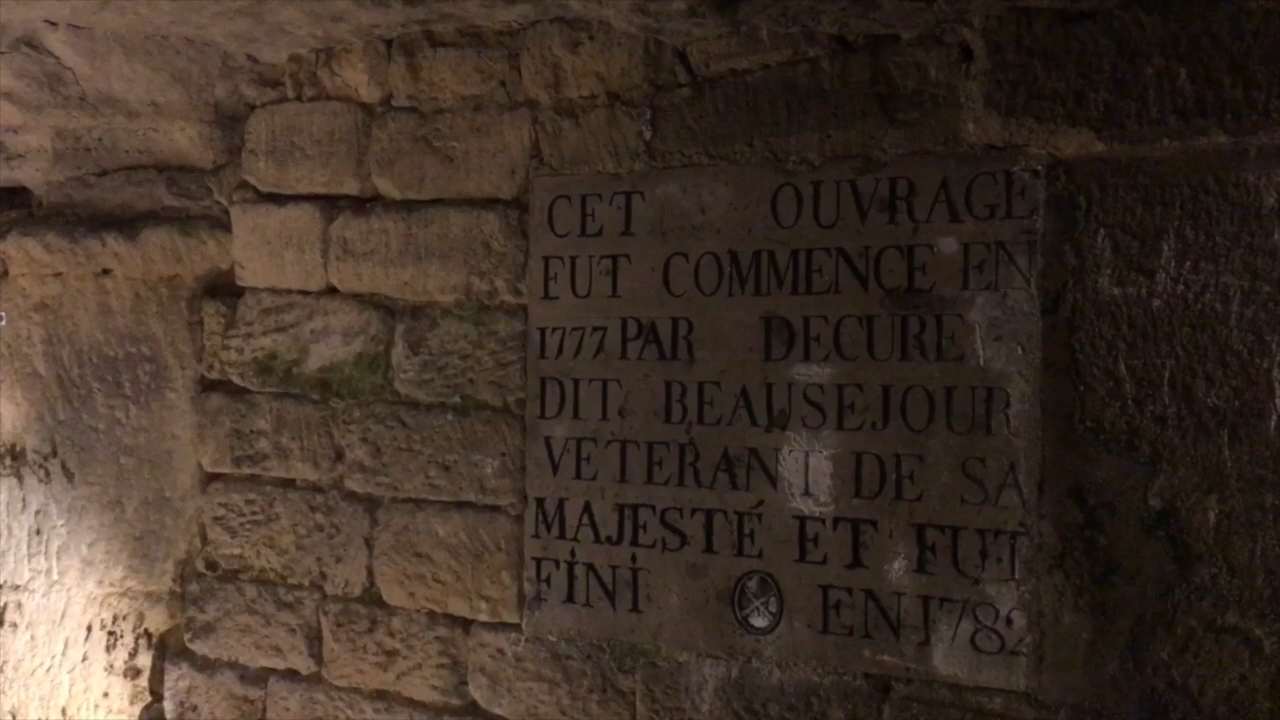 CET OUVRAGE
FUT COMMENCE EN
1777 PAR DECURE
DIT BEAUSEJOUR
VETERANT DE SA
MAJESTÉ ET FUT
FINI EN 1782